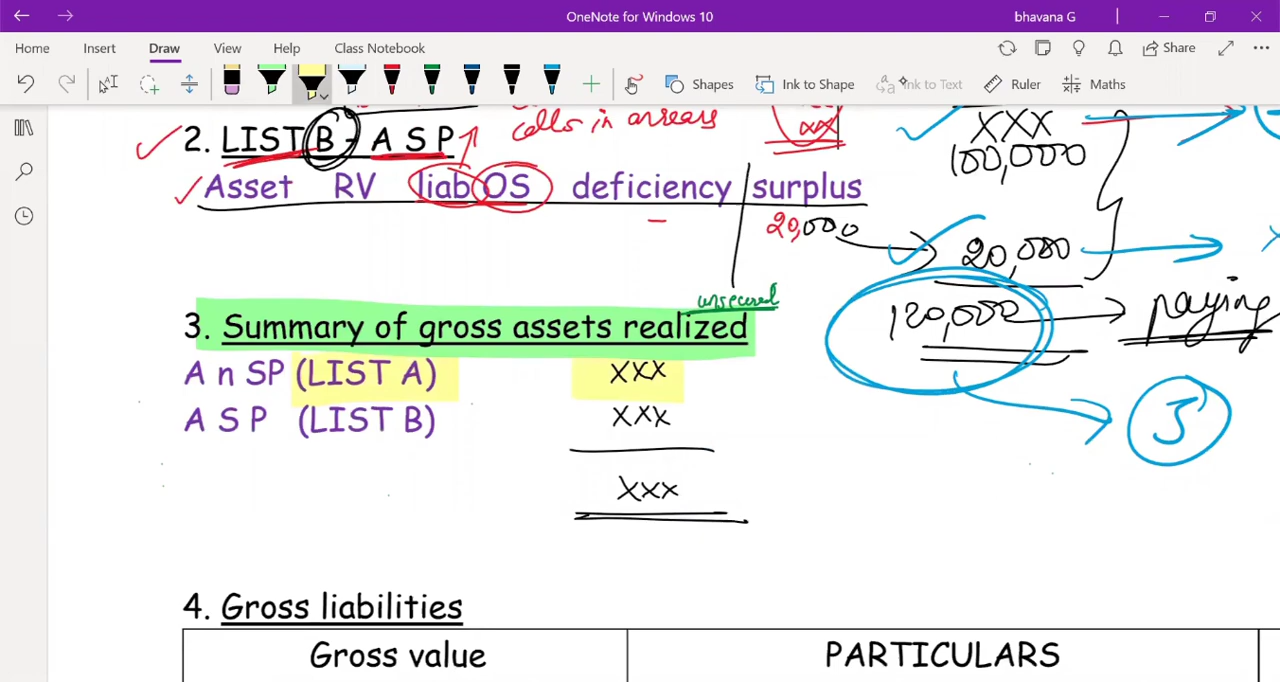 OneNote for Windows 10
bhavana G
Home Insert Draw View Help Class Notebook
Share
Shapes Ink to Shape Ink to Text Ruler Maths
calls in arrears
xx
XXX
100,000
2. LIST B - A S P
Asset RV liab OS deficiency surplus
- 20,000
20,000
unsecured
120,000 paying
3. Summary of gross assets realized
A n SP (LIST A) XXX
A S P (LIST B) XXX
XXX
3
4. Gross liabilities
Gross value PARTICULARS